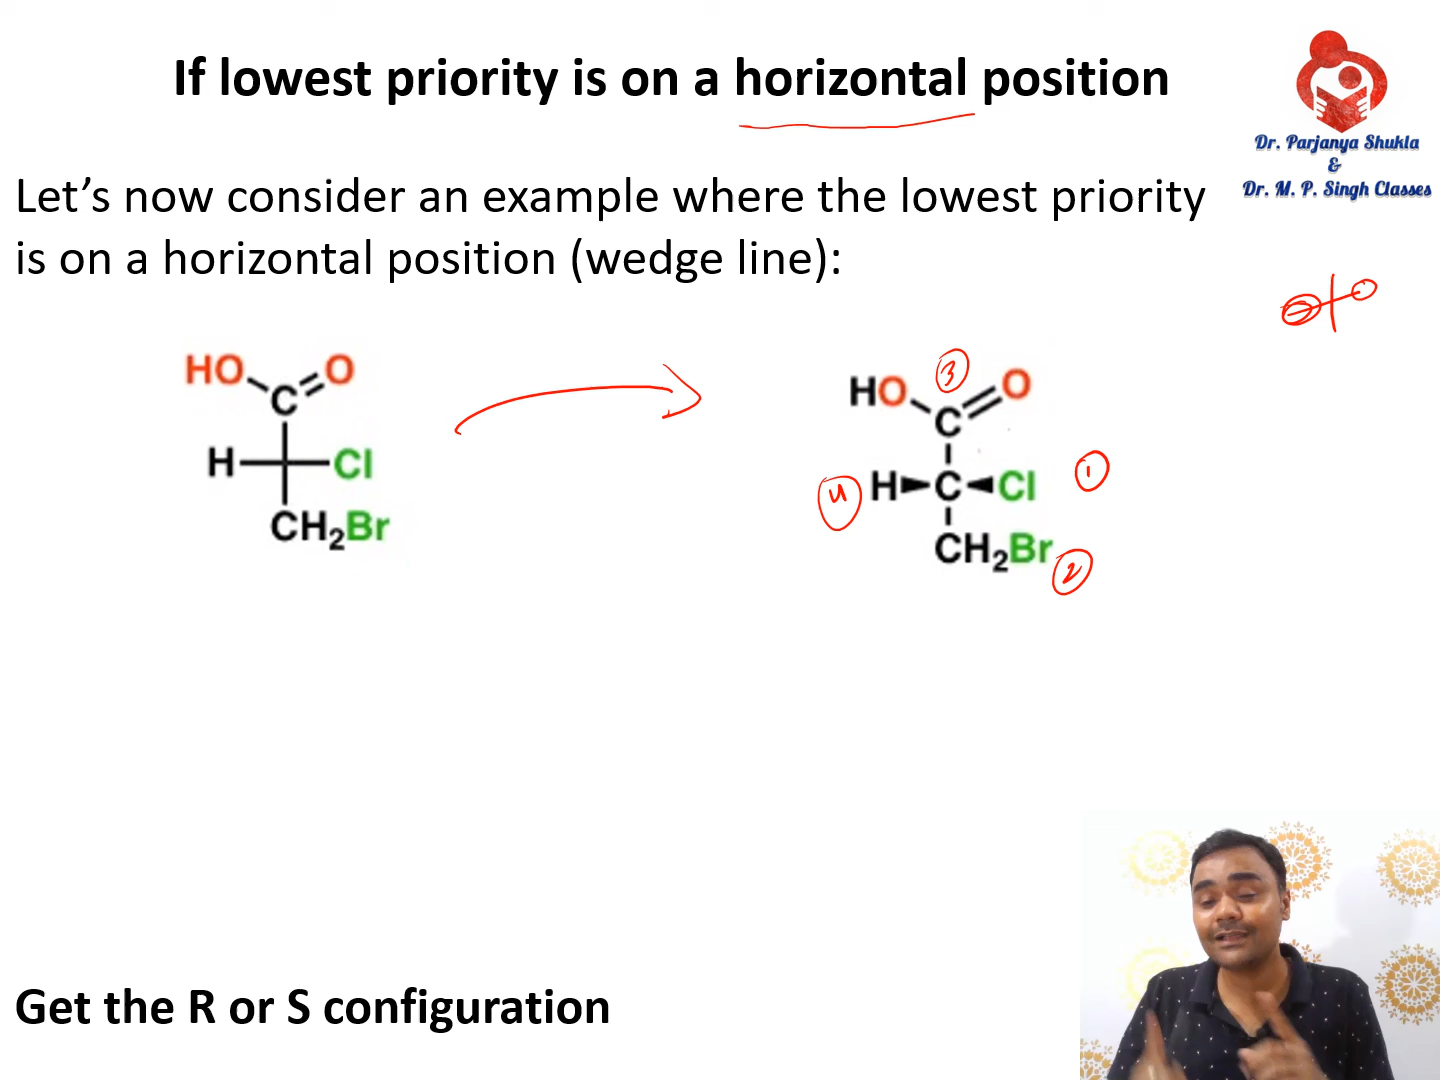 If lowest priority is on a horizontal position
Dr. Parjanya Shukla
&
Dr. M. P. Singh Classes
Let’s now consider an example where the lowest priority
is on a horizontal position (wedge line):
HO O
C
H Cl
CH₂Br
3
HO O
C
4 H C Cl 1
CH₂Br 2
Get the R or S configuration